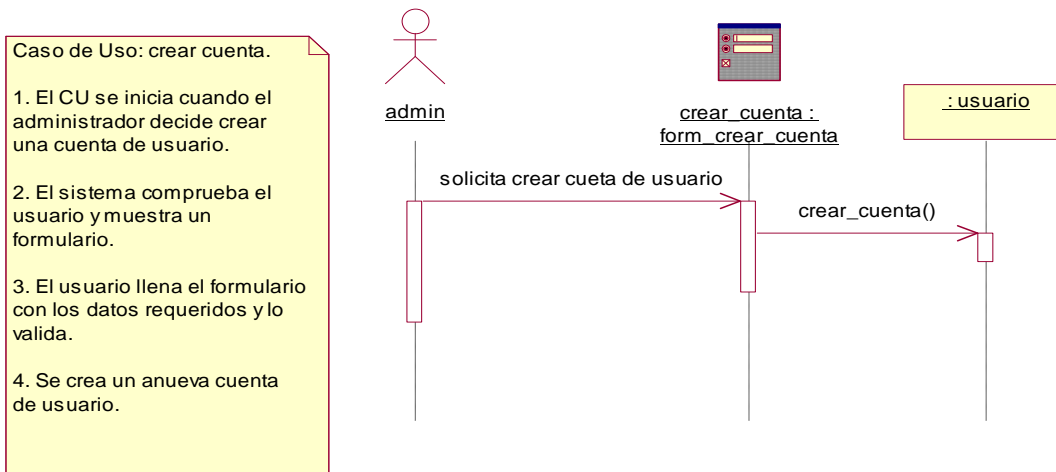 Caso de Uso: crear cuenta.
1. El CU se inicia cuando el
administrador decide crear
una cuenta de usuario.
2. El sistema comprueba el
usuario y muestra un
formulario.
3. El usuario llena el formulario
con los datos requeridos y lo
valida.
4. Se crea un anueva cuenta
de usuario.
admin
crear_cuenta :
form_crear_cuenta
: usuario
solicita crear cueta de usuario
crear_cuenta()